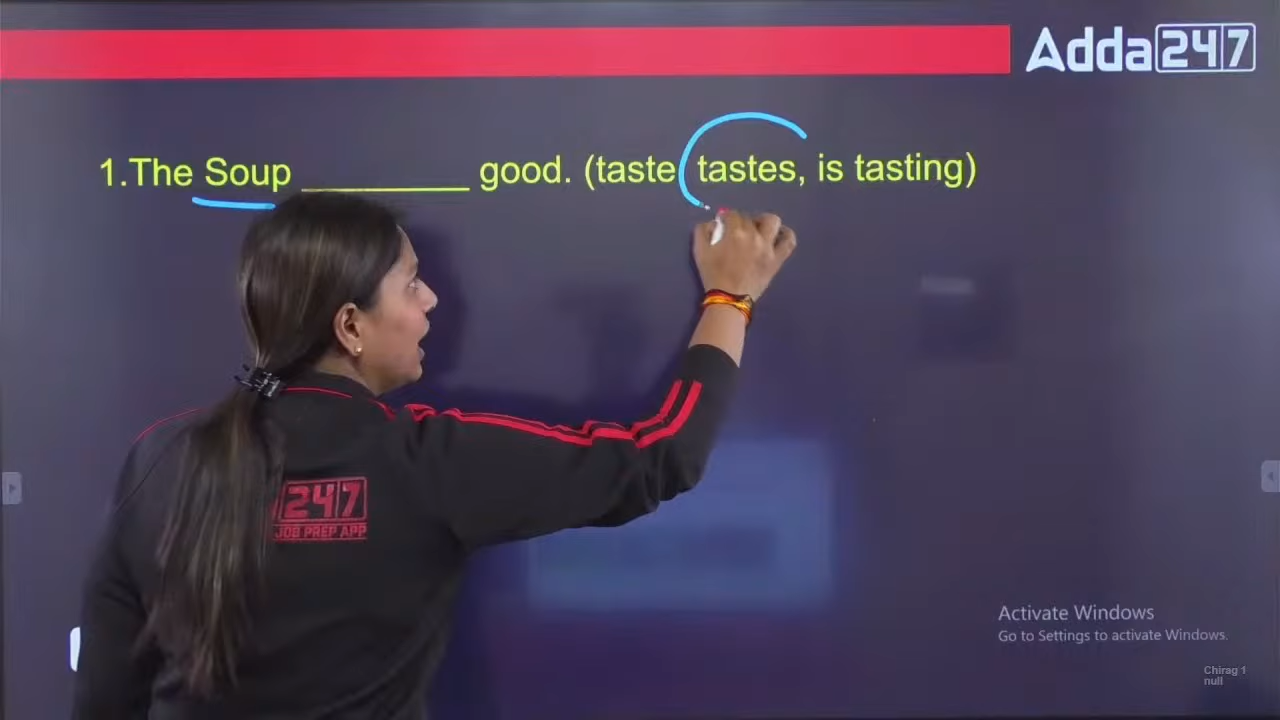 Adda247
1.The Soup ________ good. (taste tastes, is tasting)
247
JOB PREP APP
Activate Windows
Go to Settings to activate Windows.
Chirag 1
null